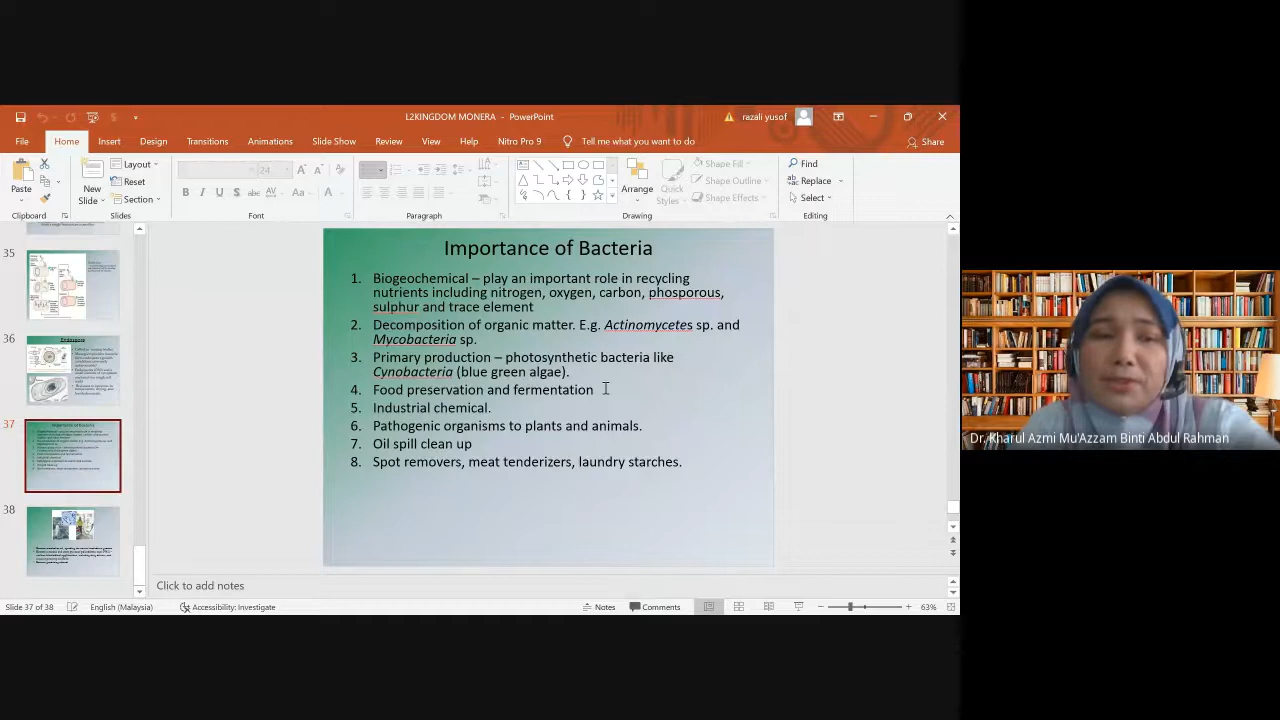 L2KINGDOM MONERA - PowerPoint
razali yusof
File Home Insert Design Transitions Animations Slide Show Review View Help Nitro Pro 9 Tell me what you want to do Share
Paste
New Slide
Layout
Reset
Section
24
B I U S
Aa A
Arrange
Quick Styles
Shape Fill
Shape Outline
Shape Effects
Find
Replace
Select
Clipboard Slides Font Paragraph Drawing Editing
35
36
37
38
Importance of Bacteria
1. Biogeochemical – play an important role in recycling
nutrients including nitrogen, oxygen, carbon, phosporous,
sulphur and trace element
2. Decomposition of organic matter. E.g. Actinomycetes sp. and
Mycobacteria sp.
3. Primary production – photosynthetic bacteria like
Cynobacteria (blue green algae).
4. Food preservation and fermentation
5. Industrial chemical.
6. Pathogenic organisms to plants and animals.
7. Oil spill clean up
8. Spot removers, meat tenderizers, laundry starches.
Dr. Kharul Azmi Mu'Azzam Binti Abdul Rahman
Click to add notes
Slide 37 of 38 English (Malaysia) Accessibility: Investigate Notes Comments 63%